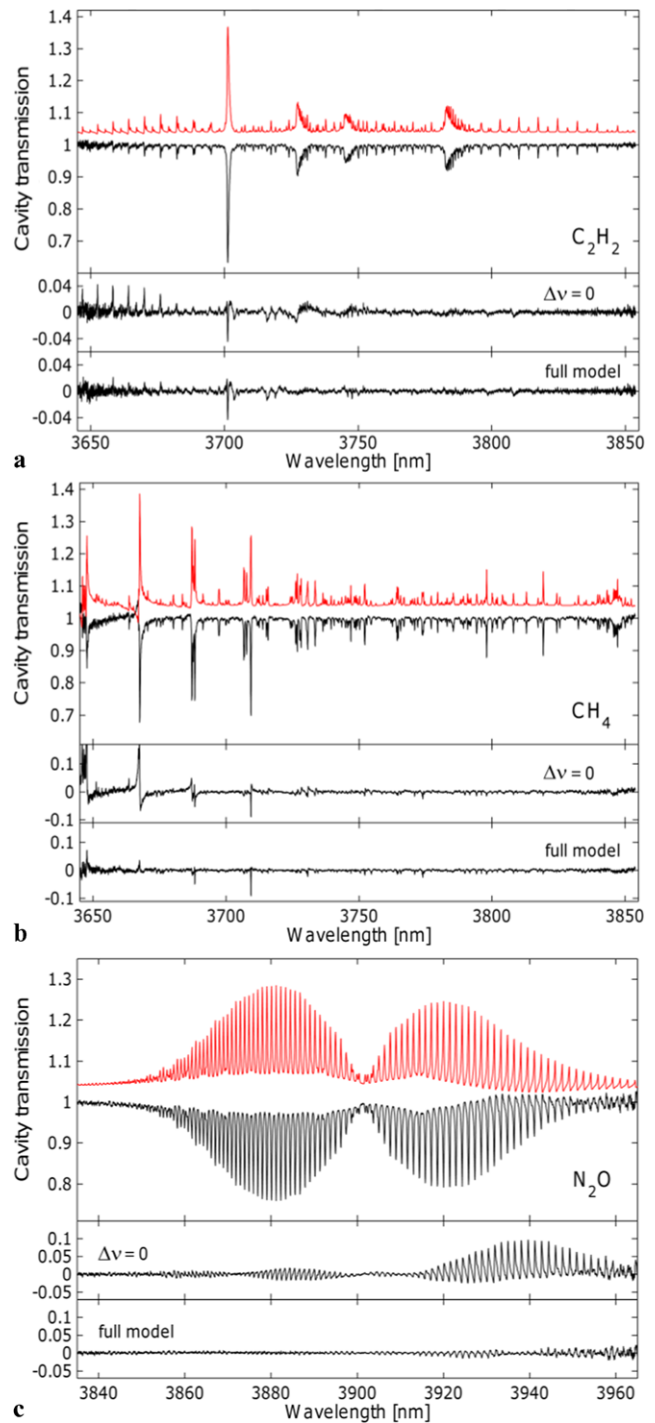 1.4
1.3
1.2
1.1
1
0.9
0.8
0.7
Cavity transmission
C₂H₂
0.04
0
-0.04
Δν = 0
0.04
0
-0.04
full model
3650 3700 3750 3800 3850
Wavelength [nm]
a
1.4
1.3
1.2
1.1
1
0.9
0.8
0.7
Cavity transmission
CH₄
0.1
0
-0.1
Δν = 0
0.1
0
-0.1
full model
3650 3700 3750 3800 3850
Wavelength [nm]
b
1.3
1.2
1.1
1
0.9
0.8
Cavity transmission
N₂O
0.1
0.05
0
-0.05
Δν = 0
0.1
0.05
0
-0.05
full model
3840 3860 3880 3900 3920 3940 3960
Wavelength [nm]
c